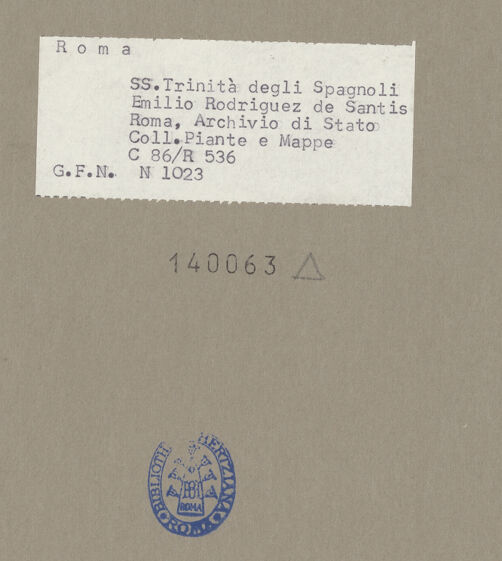 Roma
SS.Trinità degli Spagnoli
Emilio Rodriguez de Santis
Roma, Archivio di Stato
Coll.Piante e Mappe
C 86/R 536
G.F.N. N 1023
140063
ROMA